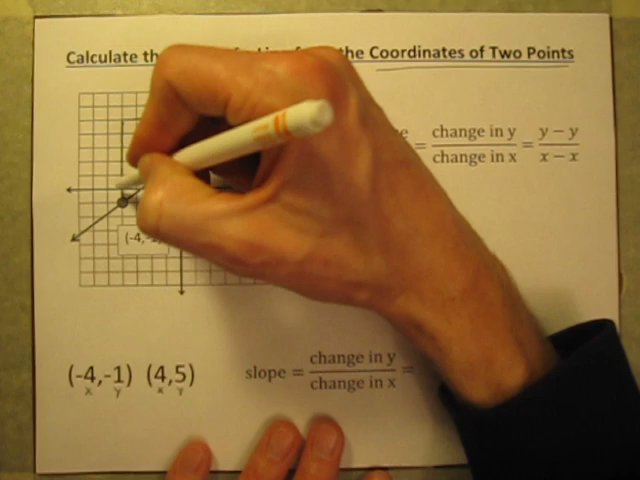 Calculate the the Coordinates of Two Points
= change in y / change in x = y − y / x − x
(-4,
(-4,-1) (4,5)
x y x y
slope = change in y / change in x =